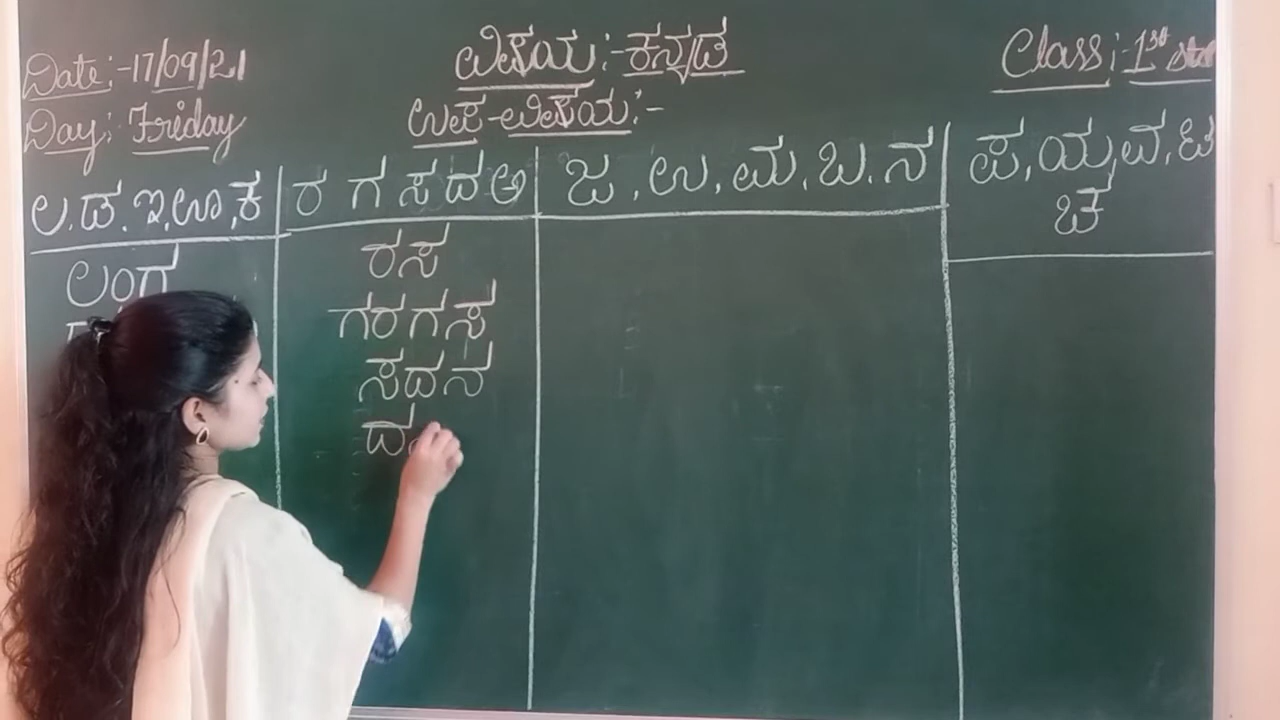 Date:-17/09/21
Day: Friday
ವಿಷಯ:-ಕನ್ನಡ
ಉಪ-ವಿಷಯ:-
Class:-1st
ಲ.ಡ.ಇ.ಊ,ಕ
ಲಂಗ
ರ ಗ ಸ ದ ಅ
ರಸ
ಗರಗಸ
ಸದನ
ದ
ಜ,ಉ,ಮ,ಬ.ನ
ಪ,ಯ,ವ,ಟ
ಚ